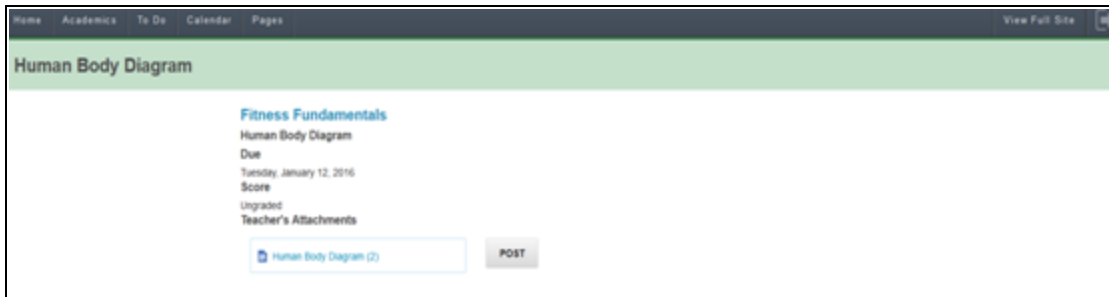 Home Academics To Do Calendar Pages View Full Site
Human Body Diagram
Fitness Fundamentals
Human Body Diagram
Due
Tuesday, January 12, 2016
Score
Ungraded
Teacher's Attachments
Human Body Diagram (2)
POST